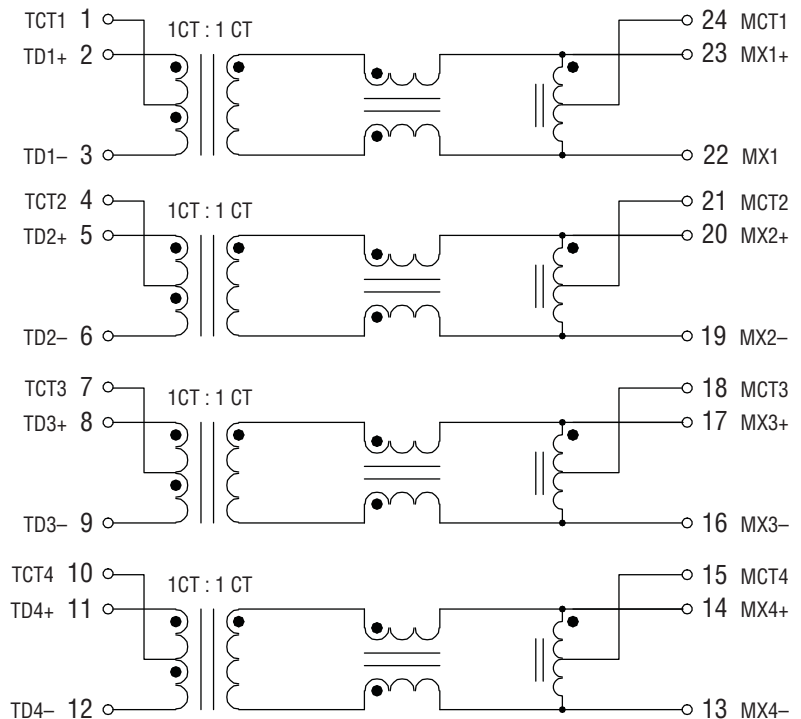 TCT1 1
1CT : 1 CT
24 MCT1
TD1+ 2
23 MX1+
TD1– 3
22 MX1
TCT2 4
1CT : 1 CT
21 MCT2
TD2+ 5
20 MX2+
TD2– 6
19 MX2–
TCT3 7
1CT : 1 CT
18 MCT3
TD3+ 8
17 MX3+
TD3– 9
16 MX3–
TCT4 10
1CT : 1 CT
15 MCT4
TD4+ 11
14 MX4+
TD4– 12
13 MX4–